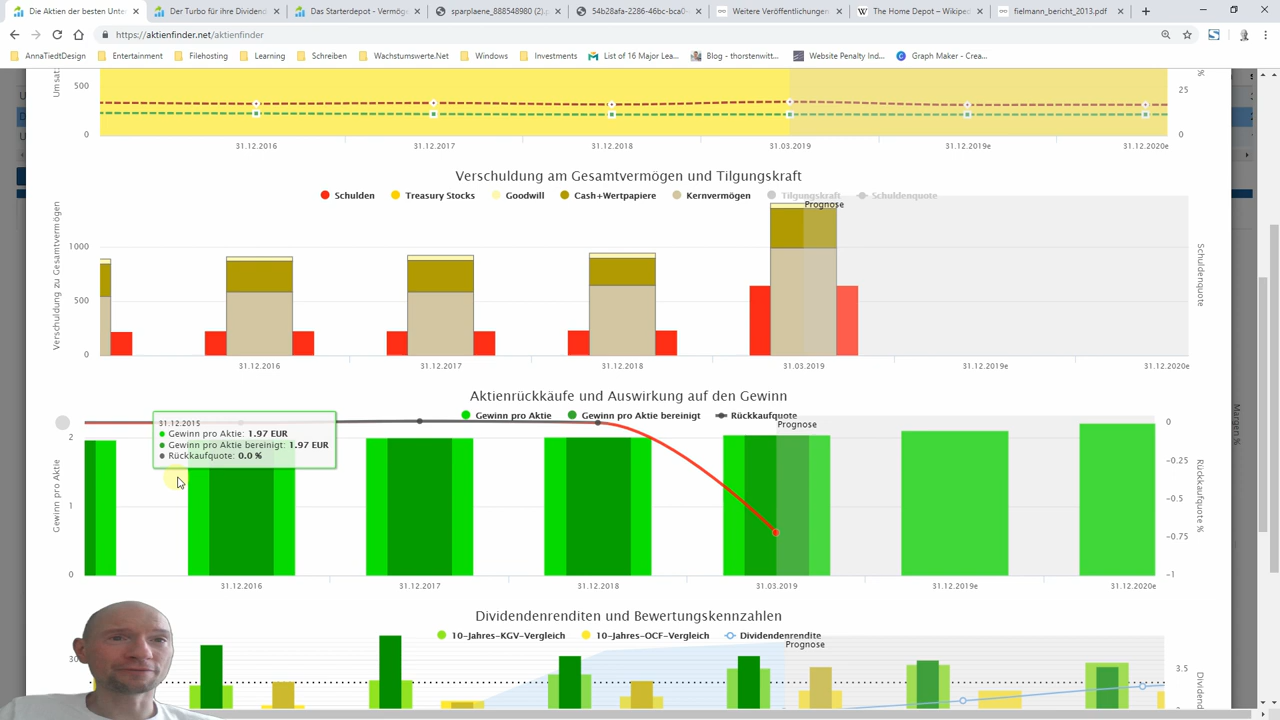 Die Aktien der besten Unter
Der Turbo für ihre Dividend
Das Starterdepot - Vermöge
sparplaene_888548980 (2).p
54b28afa-2286-46bc-bca0-
Weitere Veröffentlichungen
The Home Depot – Wikiped
fielmann_bericht_2013.pdf
https://aktienfinder.net/aktienfinder
AnnaTiedtDesign
Entertainment
Filehosting
Learning
Schreiben
Wachstumswerte.Net
Windows
Investments
List of 16 Major Lea...
Blog - thorstenwitt...
Website Penalty Ind...
Graph Maker - Crea...
Umsat
500
0
%
25
0
31.12.2016
31.12.2017
31.12.2018
31.03.2019
31.12.2019e
31.12.2020e
Verschuldung am Gesamtvermögen und Tilgungskraft
Schulden
Treasury Stocks
Goodwill
Cash+Wertpapiere
Kernvermögen
Tilgungskraft
Schuldenquote
Prognose
Verschuldung zu Gesamtvermögen
1000
500
0
Schuldenquote
31.12.2016
31.12.2017
31.12.2018
31.03.2019
31.12.2019e
31.12.2020e
Aktienrückkäufe und Auswirkung auf den Gewinn
Gewinn pro Aktie
Gewinn pro Aktie bereinigt
Rückkaufquote
Prognose
31.12.2015
Gewinn pro Aktie: 1.97 EUR
Gewinn pro Aktie bereinigt: 1.97 EUR
Rückkaufquote: 0.0 %
Gewinn pro Aktie
2
1
0
0
−0.25
−0.5
−0.75
−1
Rückkaufquote %
Margen %
31.12.2016
31.12.2017
31.12.2018
31.03.2019
31.12.2019e
31.12.2020e
Dividendenrenditen und Bewertungskennzahlen
10-Jahres-KGV-Vergleich
10-Jahres-OCF-Vergleich
Dividendenrendite
Prognose
30
3.5
Dividend